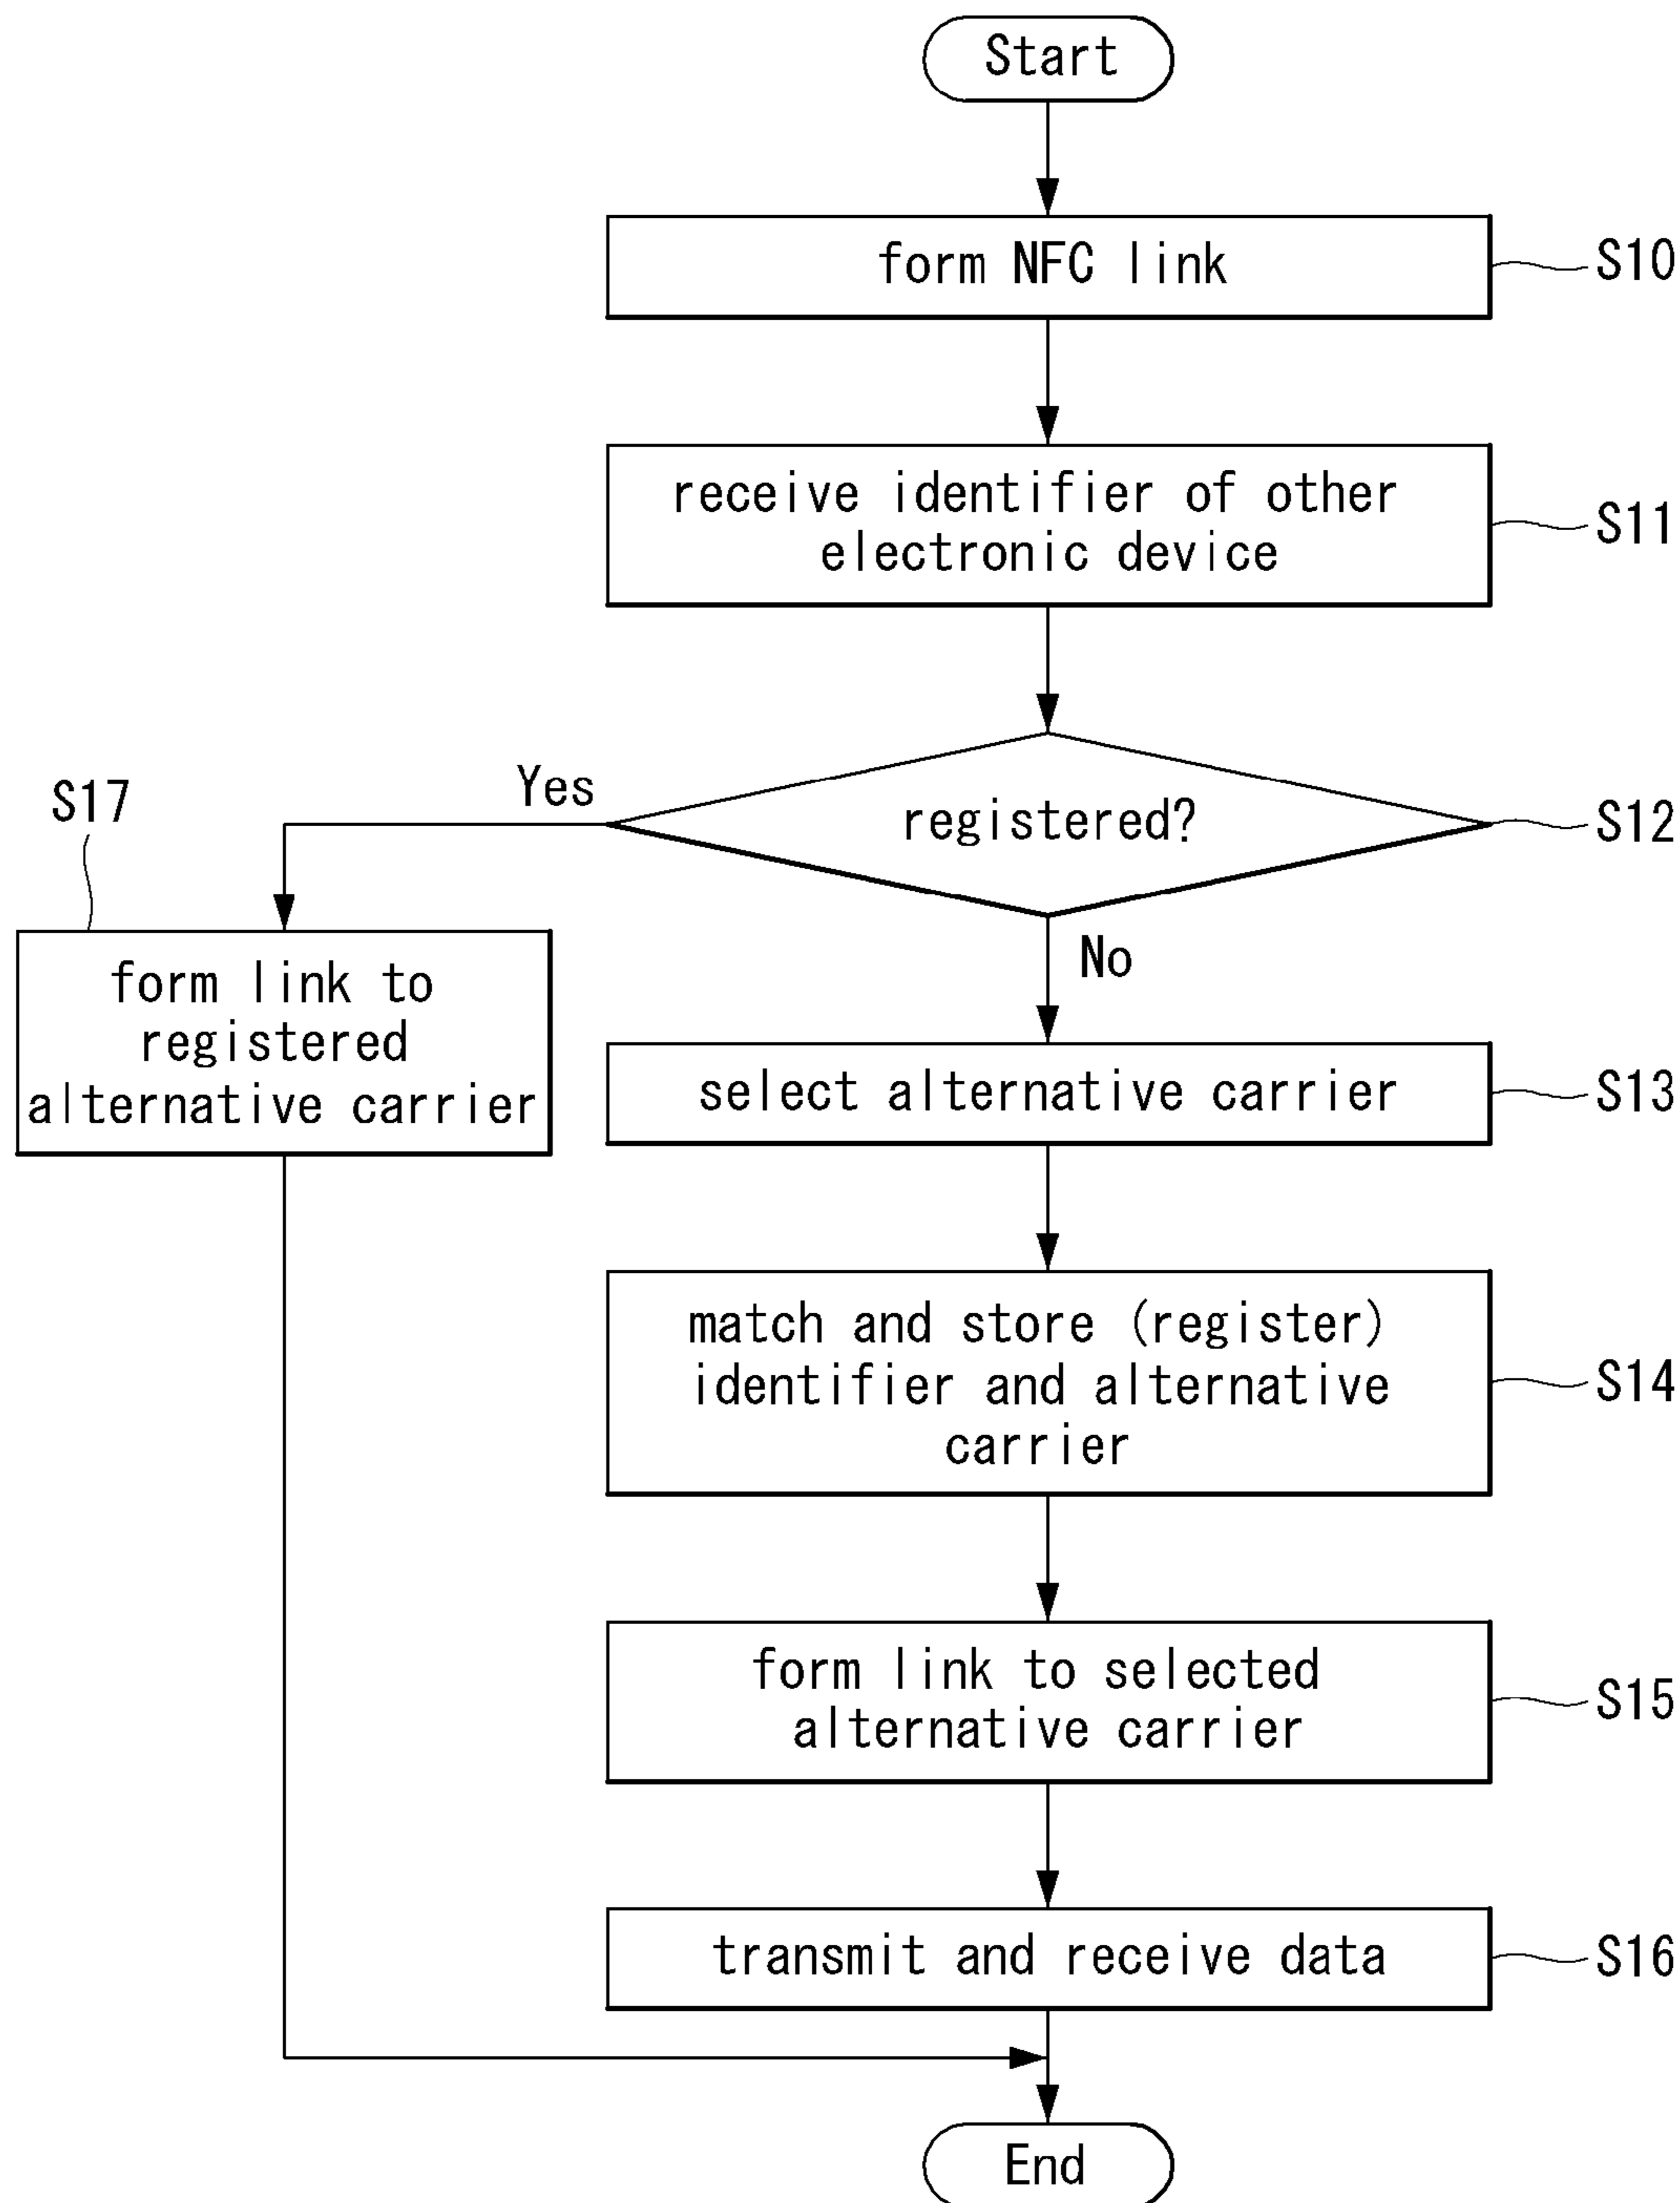 Start
form NFC link
S10
receive identifier of other
electronic device
S11
registered?
S12
Yes
No
S17
form link to
registered
alternative carrier
select alternative carrier
S13
match and store (register)
identifier and alternative
carrier
S14
form link to selected
alternative carrier
S15
transmit and receive data
S16
End